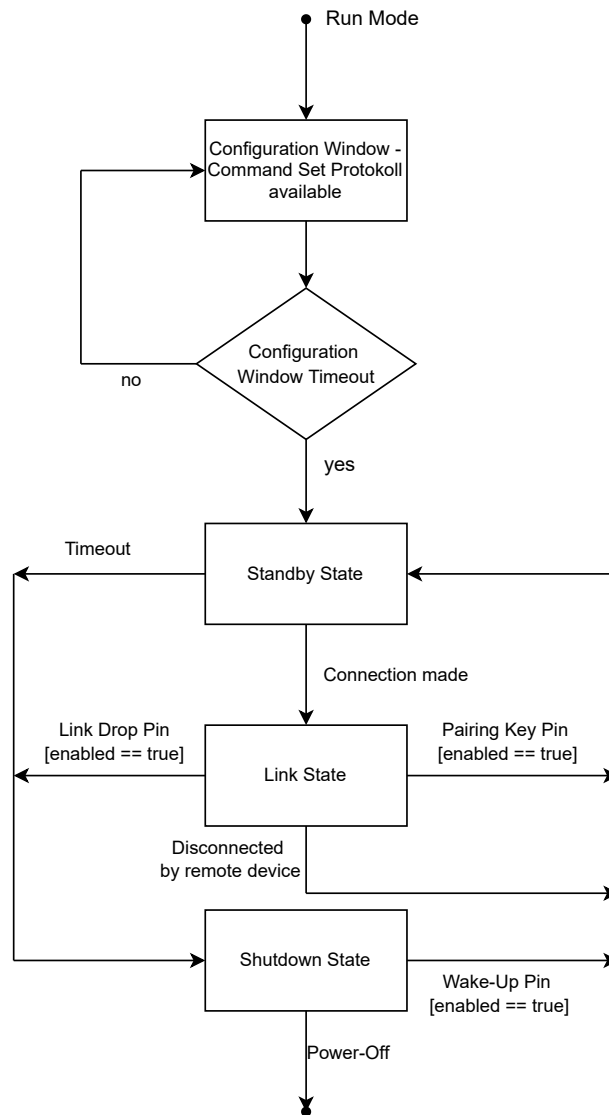 Run Mode
Configuration Window -
Command Set Protokoll
available
Configuration
Window Timeout
no
yes
Timeout
Standby State
Connection made
Link Drop Pin
[enabled == true]
Link State
Pairing Key Pin
[enabled == true]
Disconnected
by remote device
Shutdown State
Wake-Up Pin
[enabled == true]
Power-Off